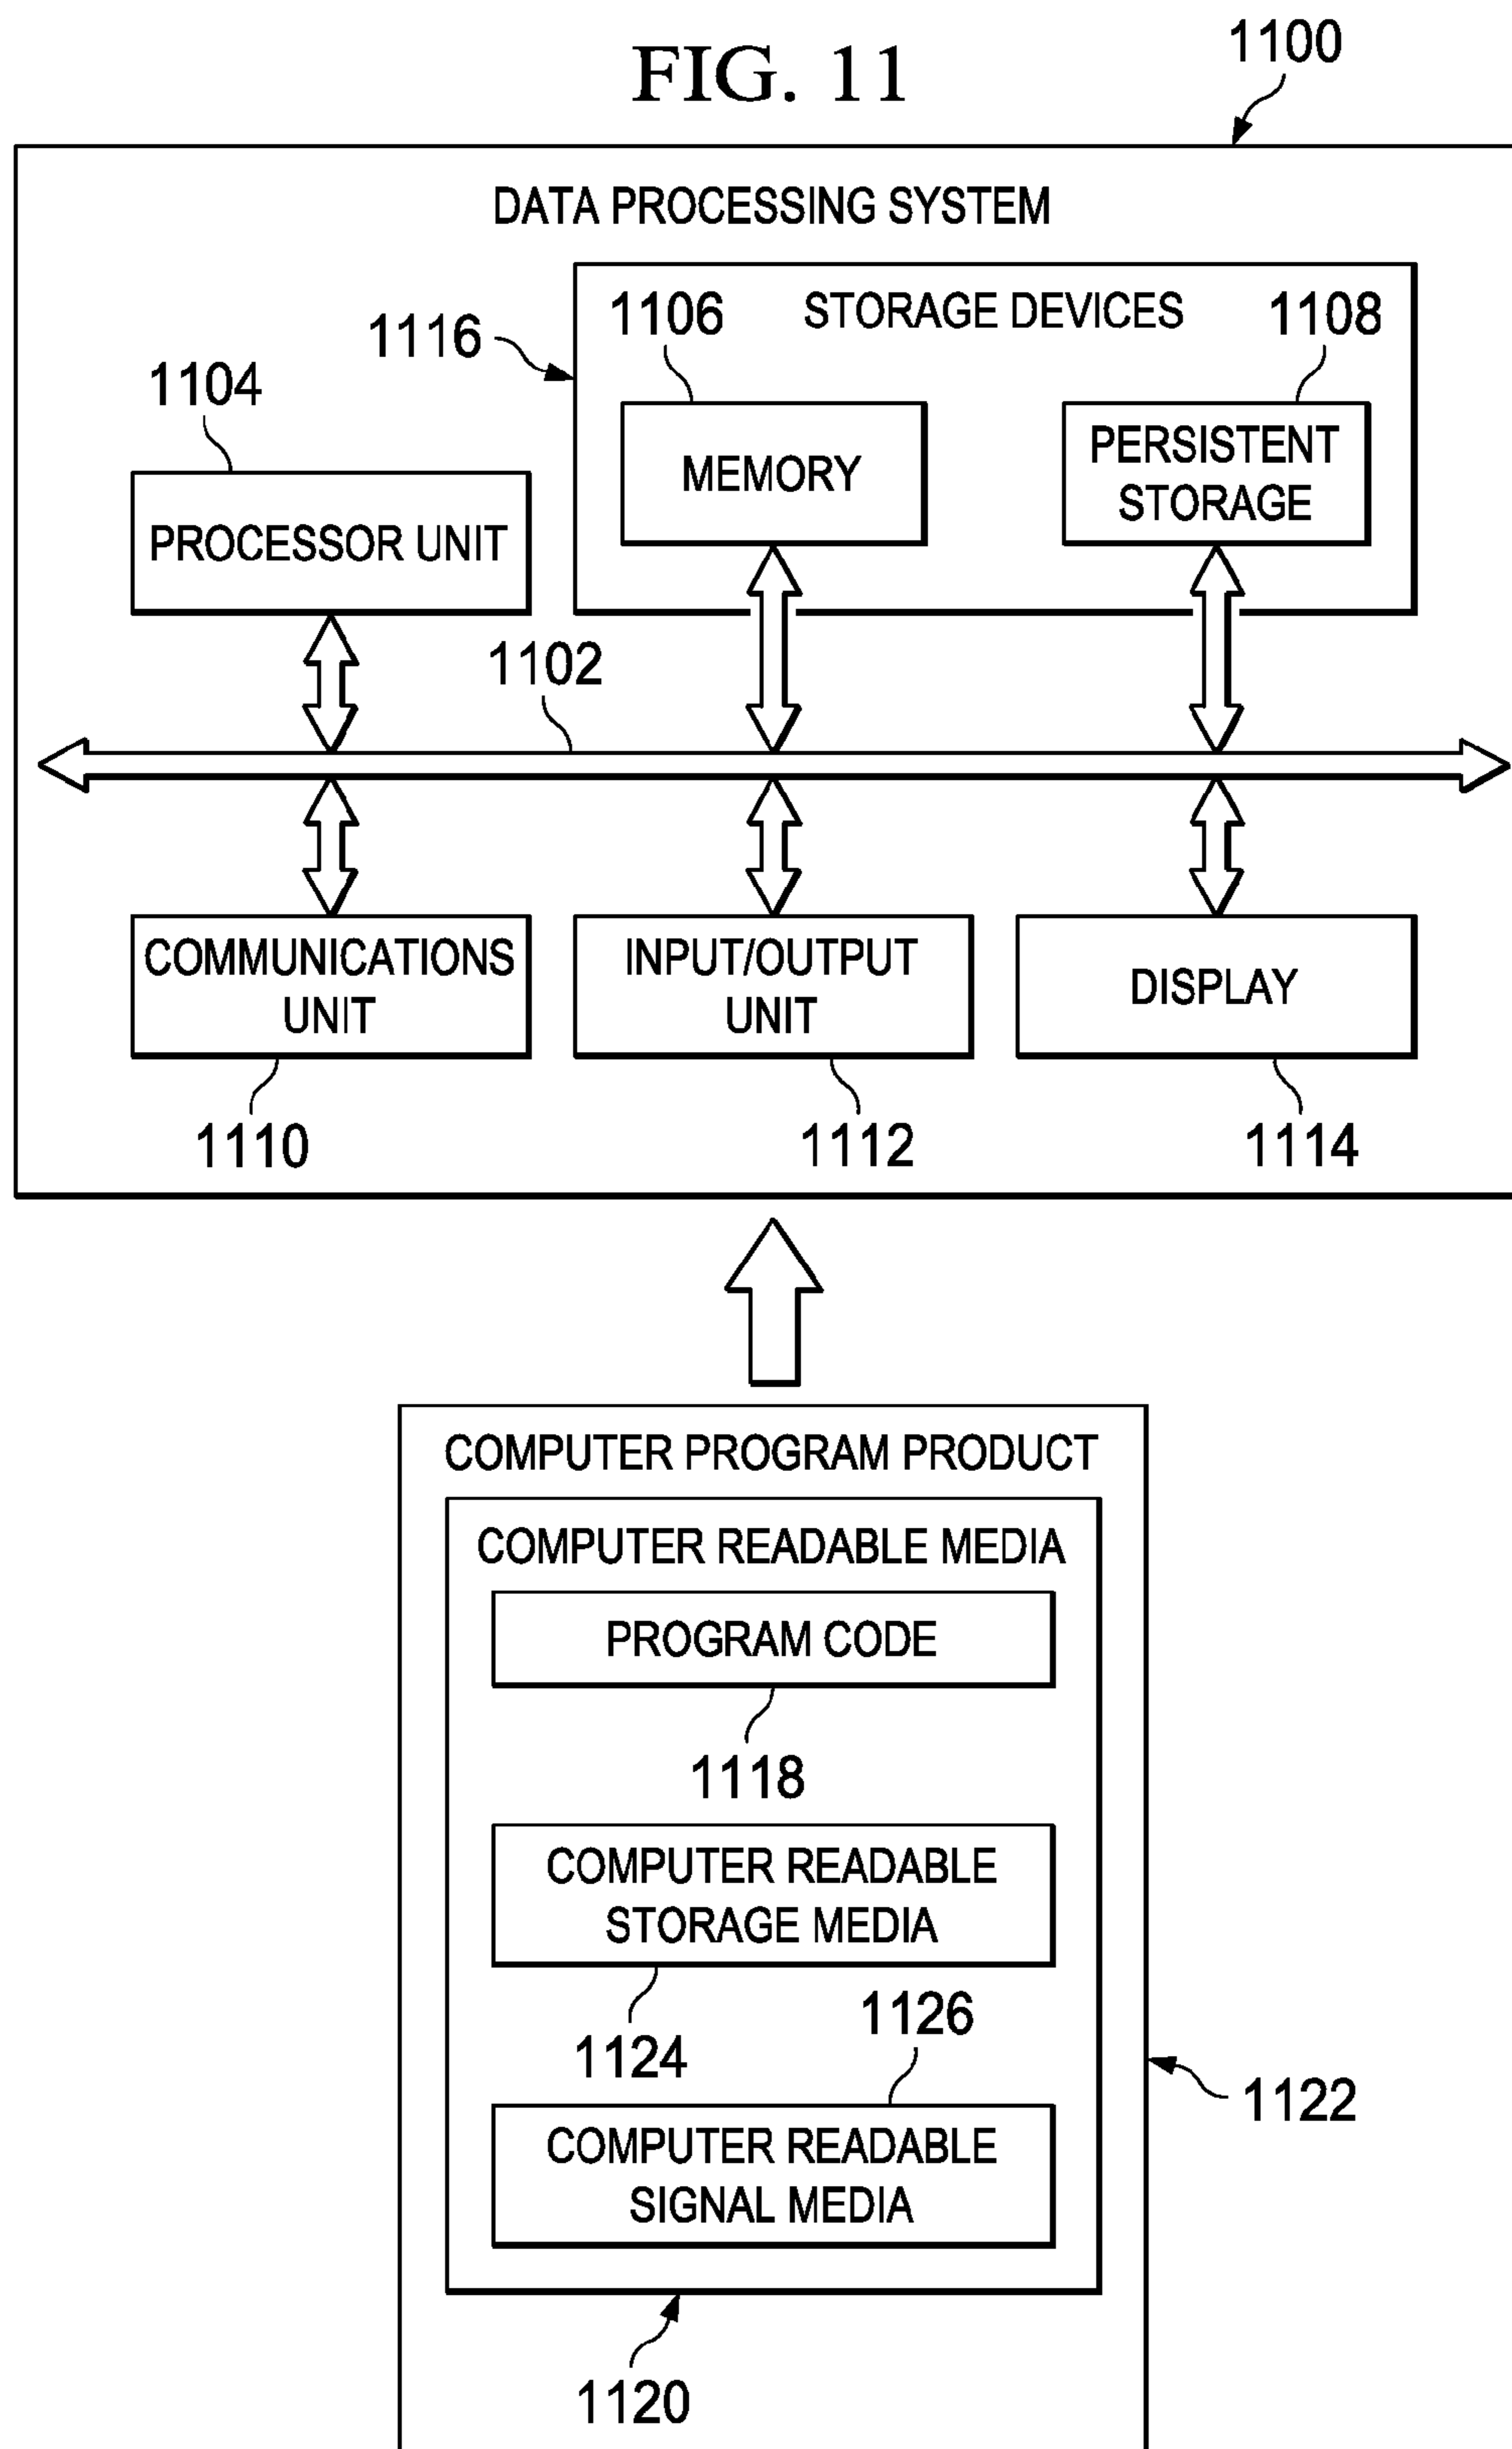 FIG. 11
1100
DATA PROCESSING SYSTEM
1116
1106
STORAGE DEVICES
1108
1104
MEMORY
PERSISTENT
STORAGE
PROCESSOR UNIT
1102
COMMUNICATIONS
UNIT
INPUT/OUTPUT
UNIT
DISPLAY
1110
1112
1114
COMPUTER PROGRAM PRODUCT
COMPUTER READABLE MEDIA
PROGRAM CODE
1118
COMPUTER READABLE
STORAGE MEDIA
1124
1126
1122
COMPUTER READABLE
SIGNAL MEDIA
1120